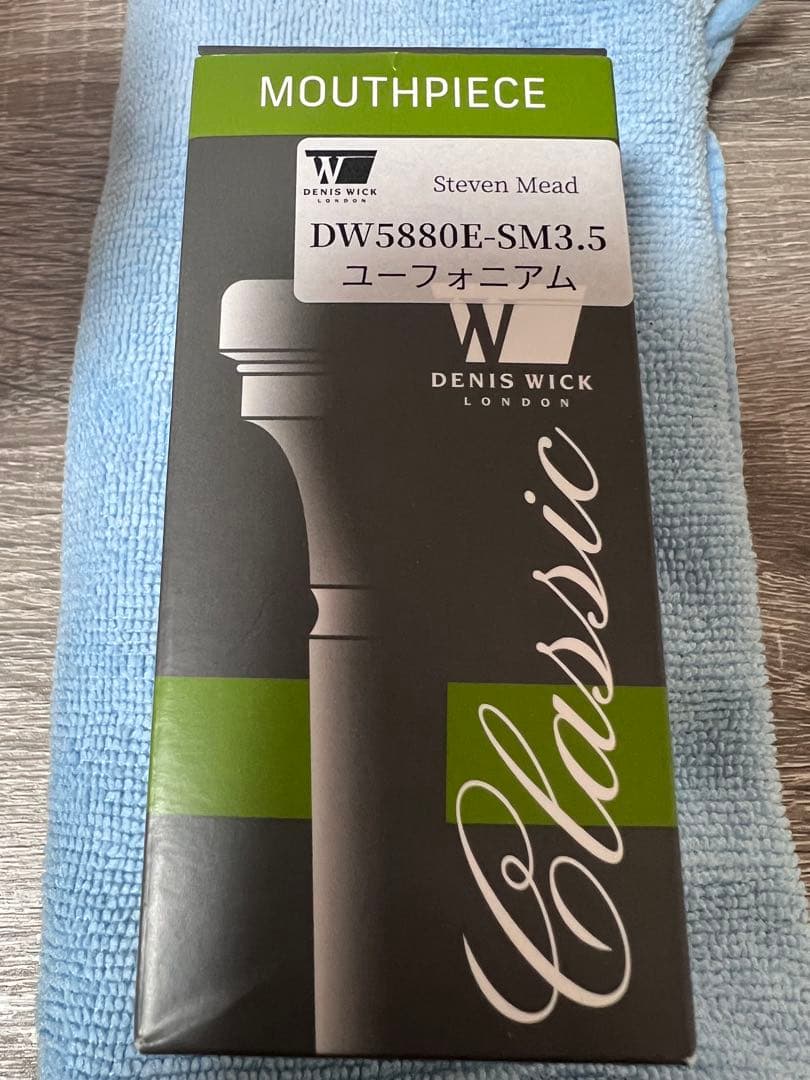 MOUTHPIECE
W
DENIS WICK
LONDON
Steven Mead
DW5880E-SM3.5
ユーフォニアム
W
DENIS WICK
LONDON
Classic